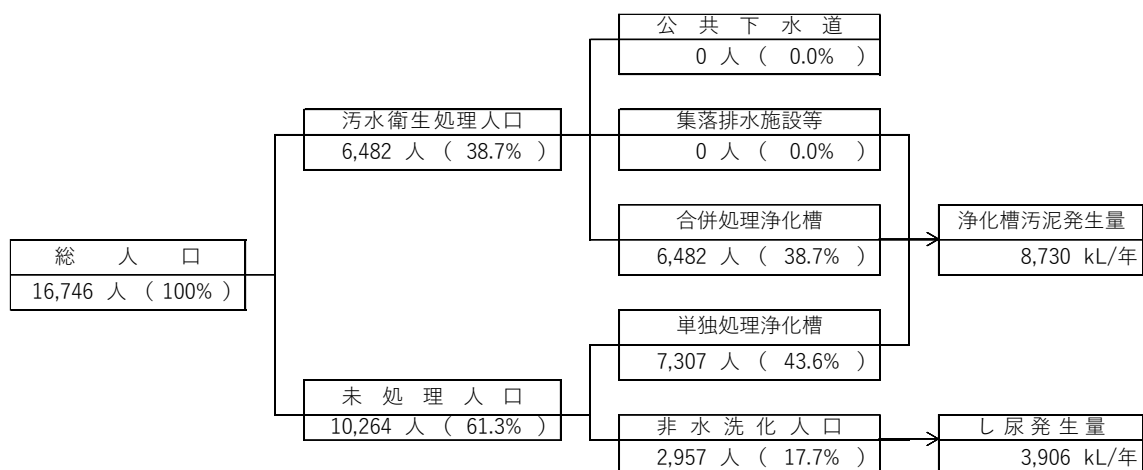 公共下水道
0 人 ( 0.0% )
汚水衛生処理人口
6,482 人 ( 38.7% )
集落排水施設等
0 人 ( 0.0% )
合併処理浄化槽
6,482 人 ( 38.7% )
浄化槽汚泥発生量
8,730 kL/年
総人口
16,746 人 ( 100% )
単独処理浄化槽
7,307 人 ( 43.6% )
未処理人口
10,264 人 ( 61.3% )
非水洗化人口
2,957 人 ( 17.7% )
し尿発生量
3,906 kL/年